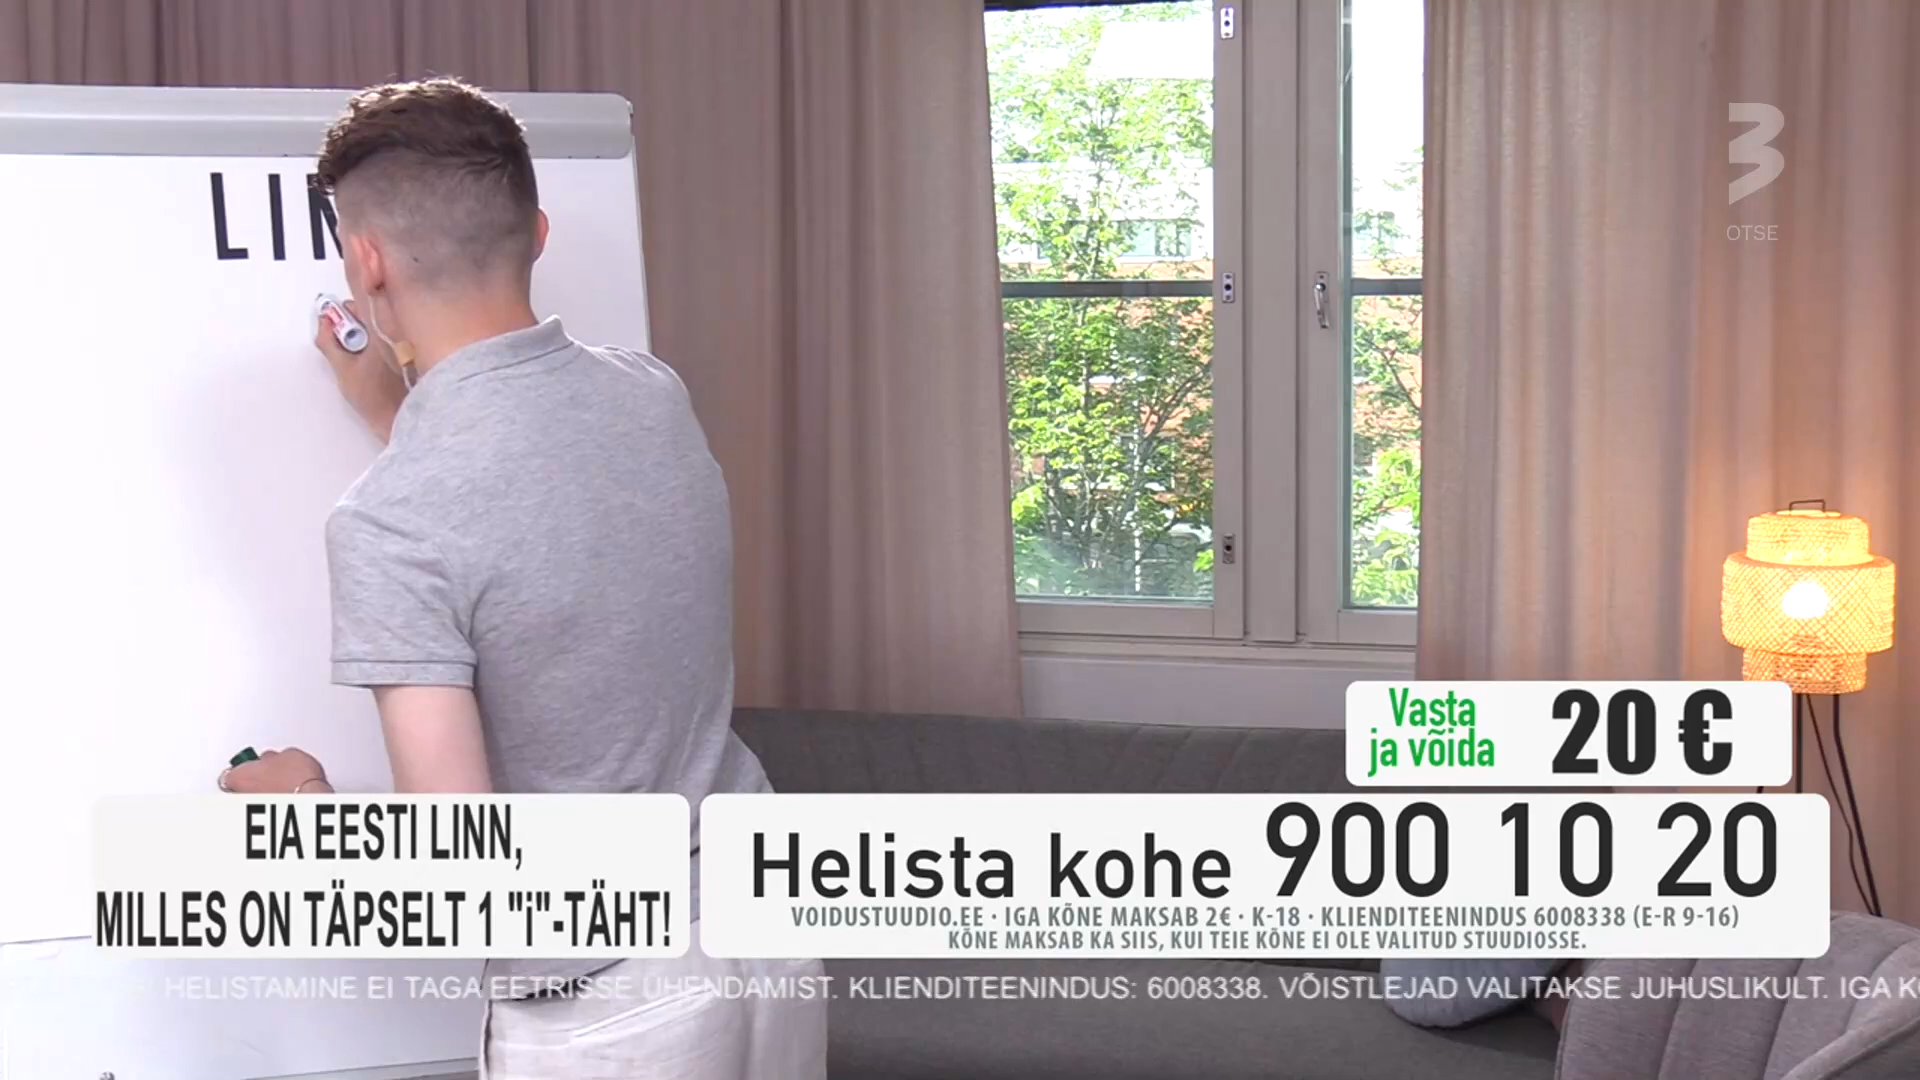 LIN
3
OTSE
Vasta
ja võida
20 €
EIA EESTI LINN,
MILLES ON TÄPSELT 1 "i"-TÄHT!
Helista kohe 900 10 20
VOIDUSTUUDIO.EE · IGA KÕNE MAKSAB 2€ · K-18 · KLIENDITEENINDUS 6008338 (E-R 9-16)
KÕNE MAKSAB KA SIIS, KUI TEIE KÕNE EI OLE VALITUD STUUDIOSSE.
HELISTAMINE EI TAGA EETRISSE ÜHENDAMIST. KLIENDITEENINDUS: 6008338. VÕISTLEJAD VALITAKSE JUHUSLIKULT. IGA